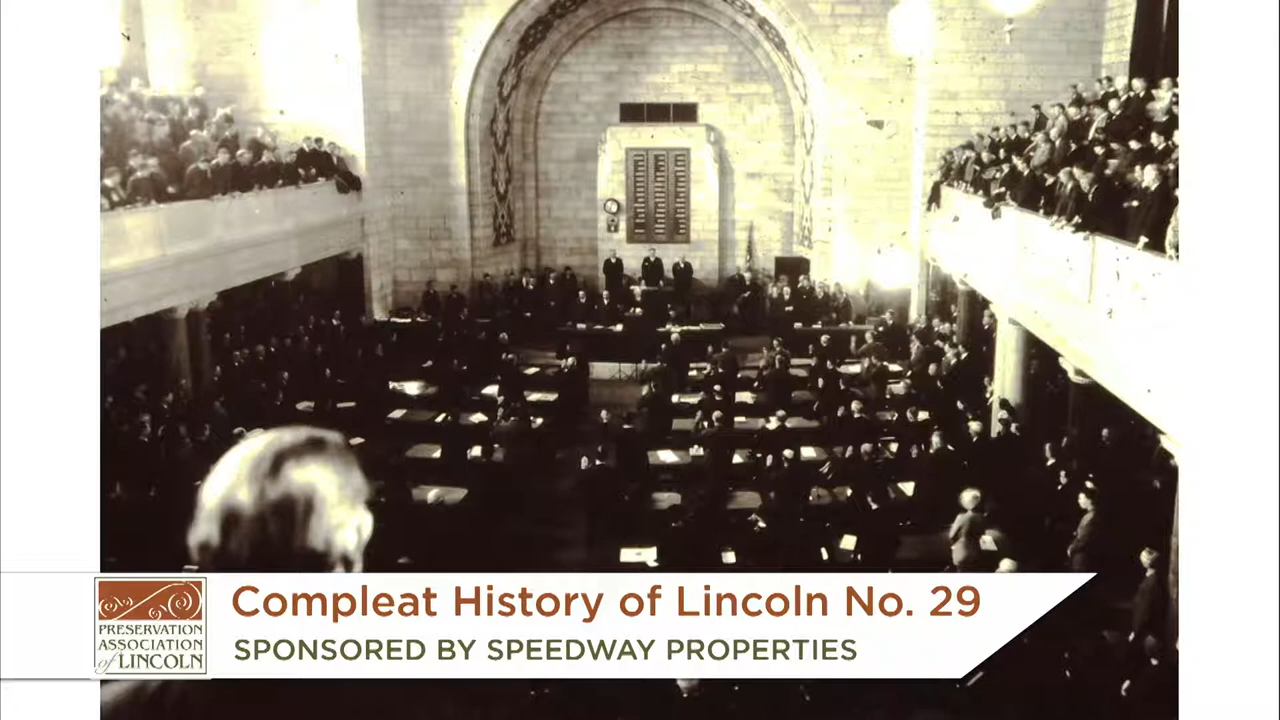 Compleat History of Lincoln No. 29
SPONSORED BY SPEEDWAY PROPERTIES
PRESERVATION
ASSOCIATION
of LINCOLN